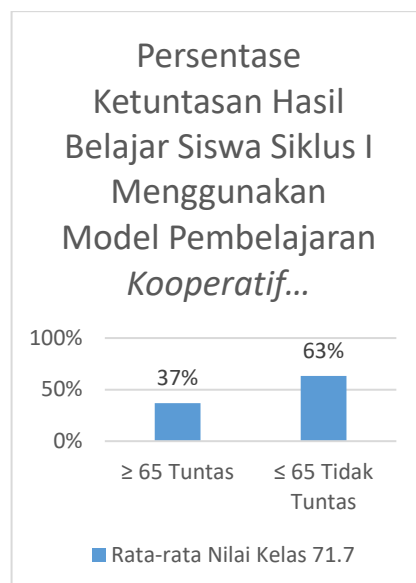 Persentase
Ketuntasan Hasil
Belajar Siswa Siklus I
Menggunakan
Model Pembelajaran
Kooperatif...
100%
63%
37%
50%
0%
≥ 65 Tuntas
≤ 65 Tidak
Tuntas
Rata-rata Nilai Kelas 71.7